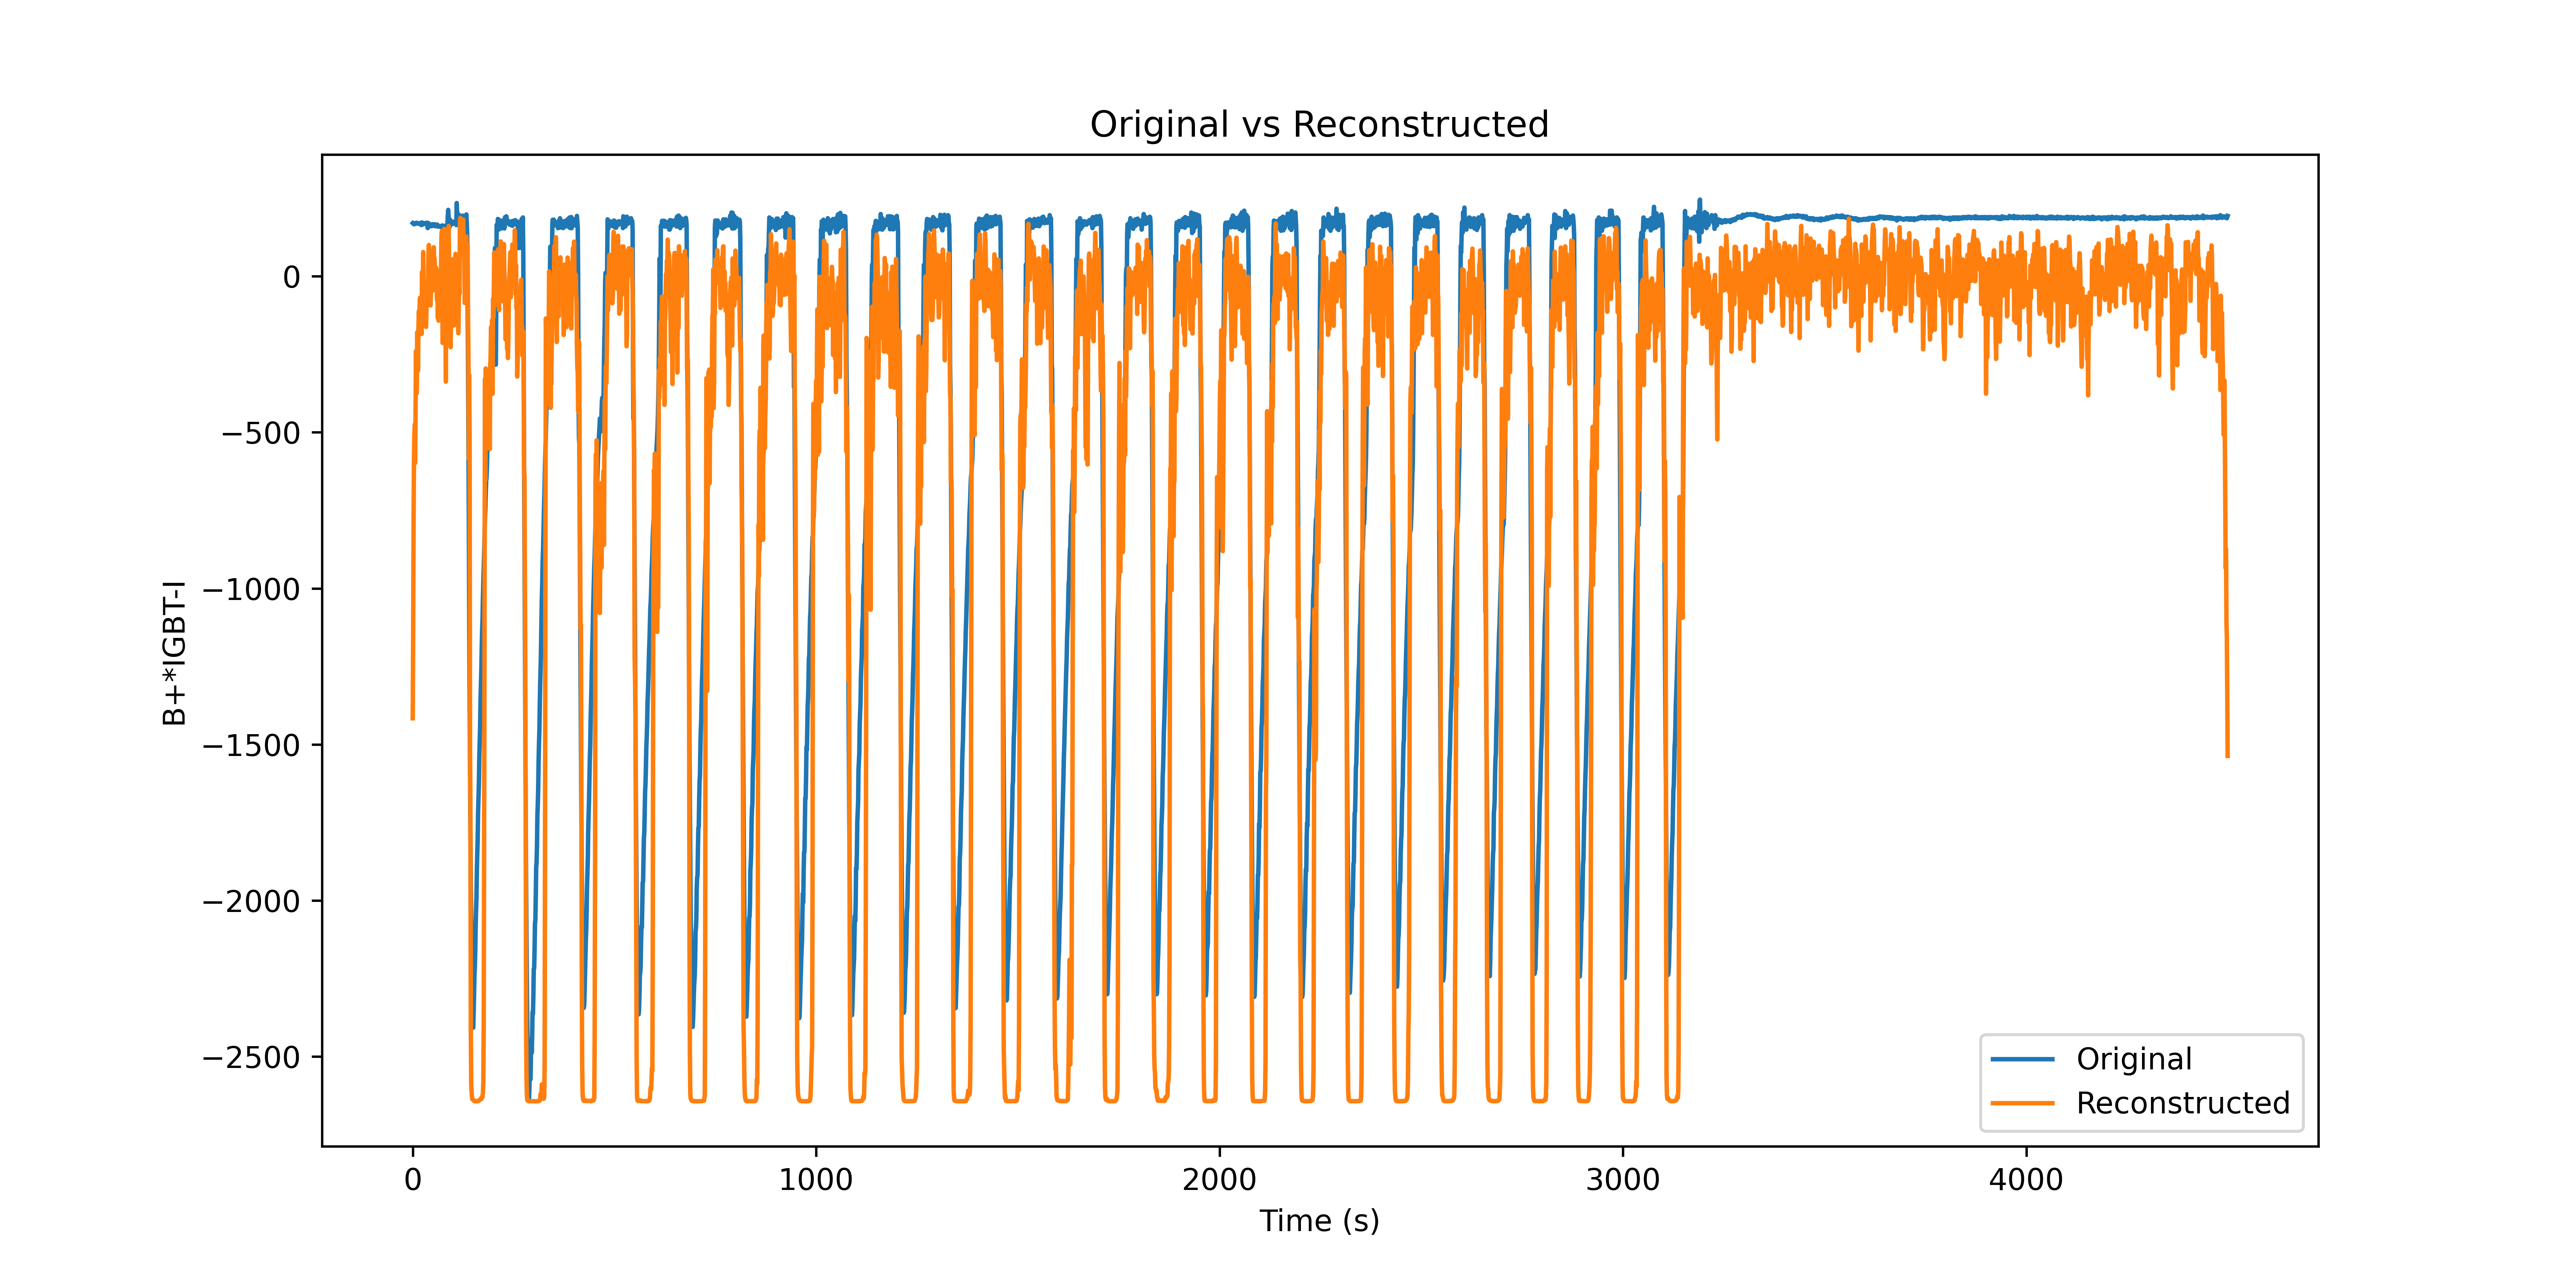 Original vs Reconstructed
B+*IGBT-I
0
−500
−1000
−1500
−2000
−2500
0
1000
2000
3000
4000
Time (s)
Original
Reconstructed